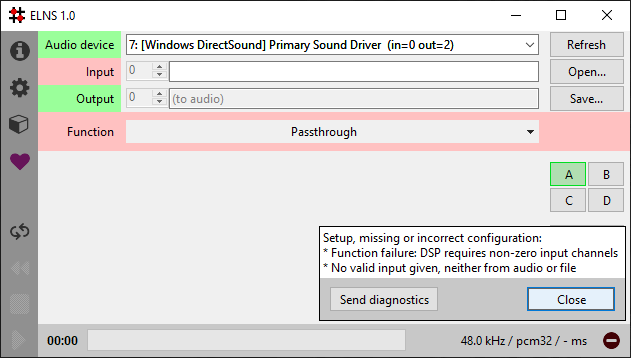 ELNS 1.0
Audio device
7: [Windows DirectSound] Primary Sound Driver  (in=0 out=2)
Refresh
Input
0
Open...
Output
0
(to audio)
Save...
Function
Passthrough
A
B
C
D
Setup, missing or incorrect configuration:
* Function failure: DSP requires non-zero input channels
* No valid input given, neither from audio or file
Send diagnostics
Close
00:00
48.0 kHz / pcm32 / - ms